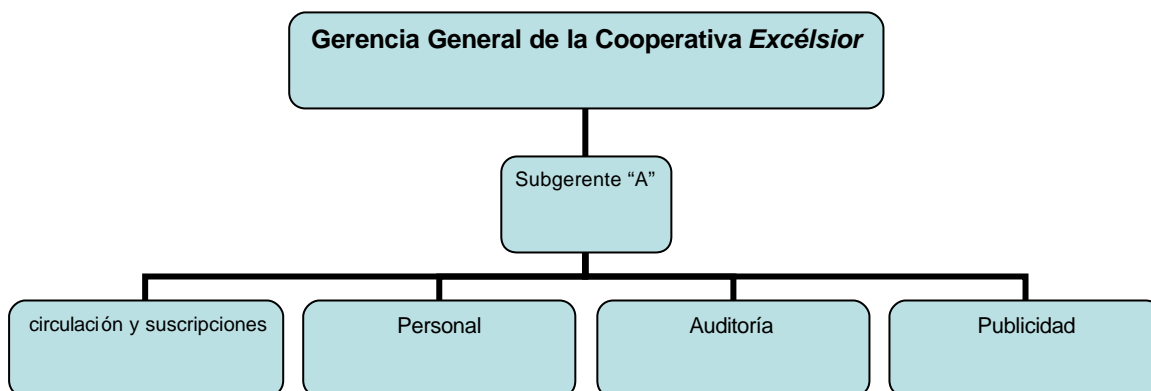 Gerencia General de la Cooperativa Excélsior
Subgerente “A”
circulación y suscripciones
Personal
Auditoría
Publicidad